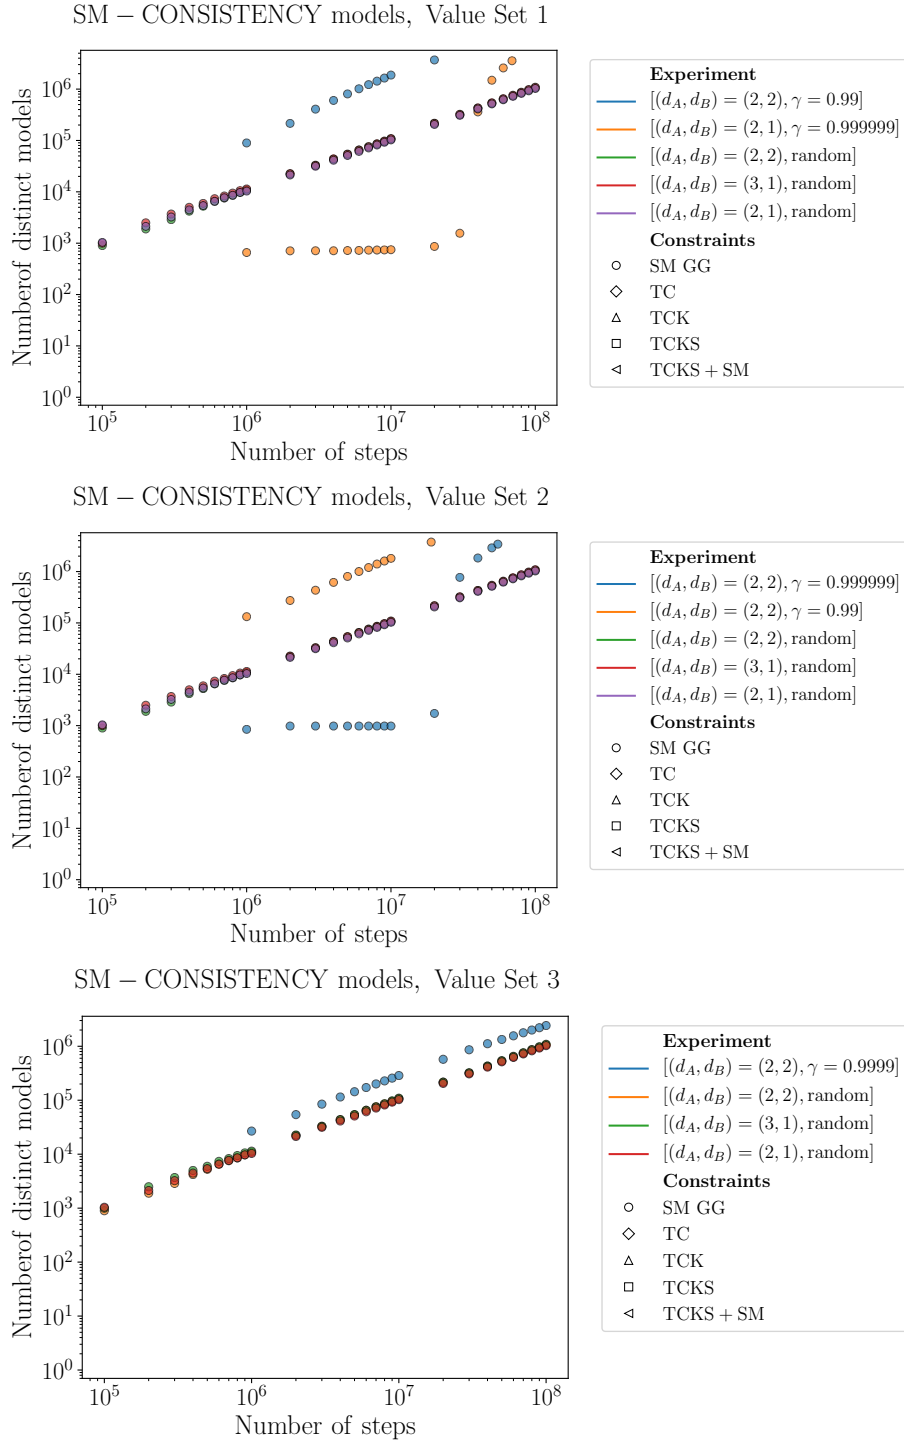 SM − CONSISTENCY models, Value Set 1
Numberof distinct models
10^6
10^5
10^4
10^3
10^2
10^1
10^0
10^5 10^6 10^7 10^8
Number of steps
Experiment
[(d_A, d_B) = (2, 2), γ = 0.99]
[(d_A, d_B) = (2, 1), γ = 0.999999]
[(d_A, d_B) = (2, 2), random]
[(d_A, d_B) = (3, 1), random]
[(d_A, d_B) = (2, 1), random]
Constraints
SM GG
TC
TCK
TCKS
TCKS + SM
SM − CONSISTENCY models, Value Set 2
Numberof distinct models
10^6
10^5
10^4
10^3
10^2
10^1
10^0
10^5 10^6 10^7 10^8
Number of steps
Experiment
[(d_A, d_B) = (2, 2), γ = 0.999999]
[(d_A, d_B) = (2, 2), γ = 0.99]
[(d_A, d_B) = (2, 2), random]
[(d_A, d_B) = (3, 1), random]
[(d_A, d_B) = (2, 1), random]
Constraints
SM GG
TC
TCK
TCKS
TCKS + SM
SM − CONSISTENCY models, Value Set 3
Numberof distinct models
10^6
10^5
10^4
10^3
10^2
10^1
10^0
10^5 10^6 10^7 10^8
Number of steps
Experiment
[(d_A, d_B) = (2, 2), γ = 0.9999]
[(d_A, d_B) = (2, 2), random]
[(d_A, d_B) = (3, 1), random]
[(d_A, d_B) = (2, 1), random]
Constraints
SM GG
TC
TCK
TCKS
TCKS + SM